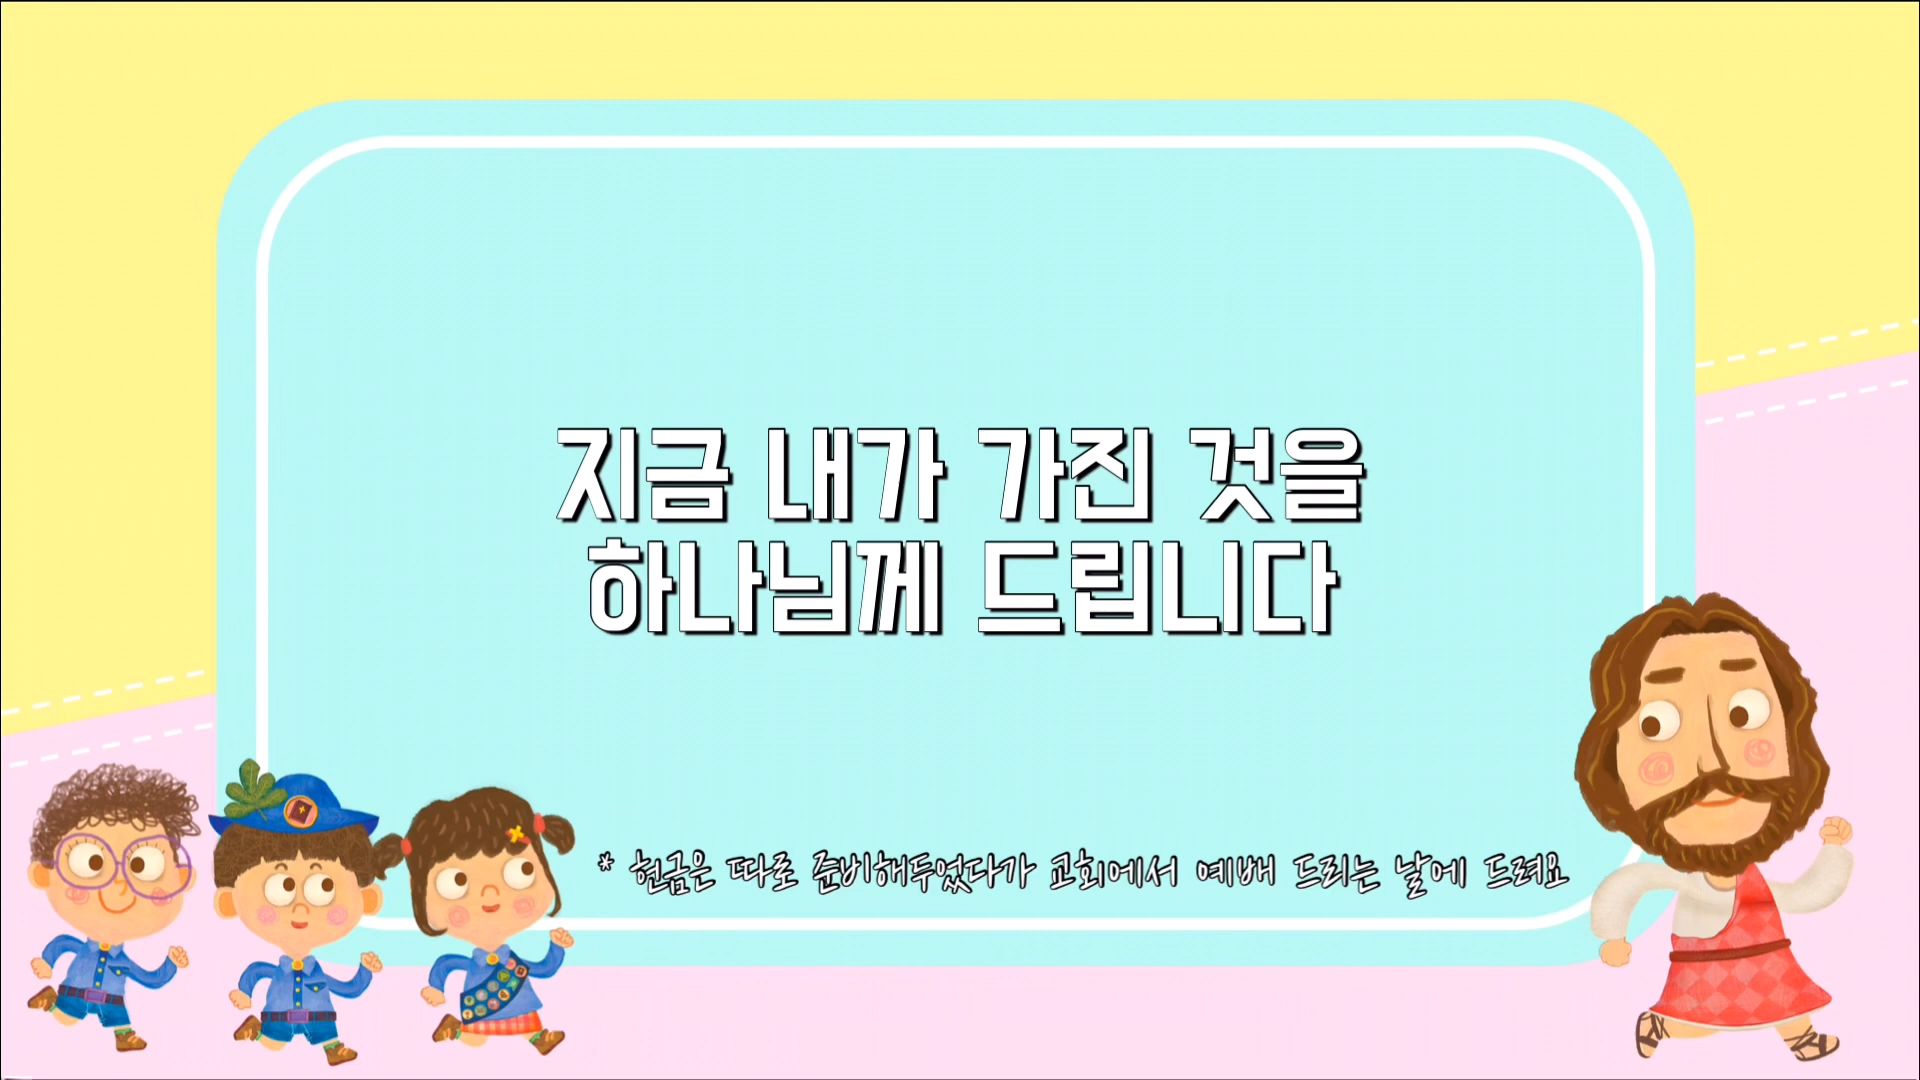 지금 내가 가진 것을
하나님께 드립니다
* 헌금은 따로 준비해두었다가 교회에서 예배 드리는 날에 드려요